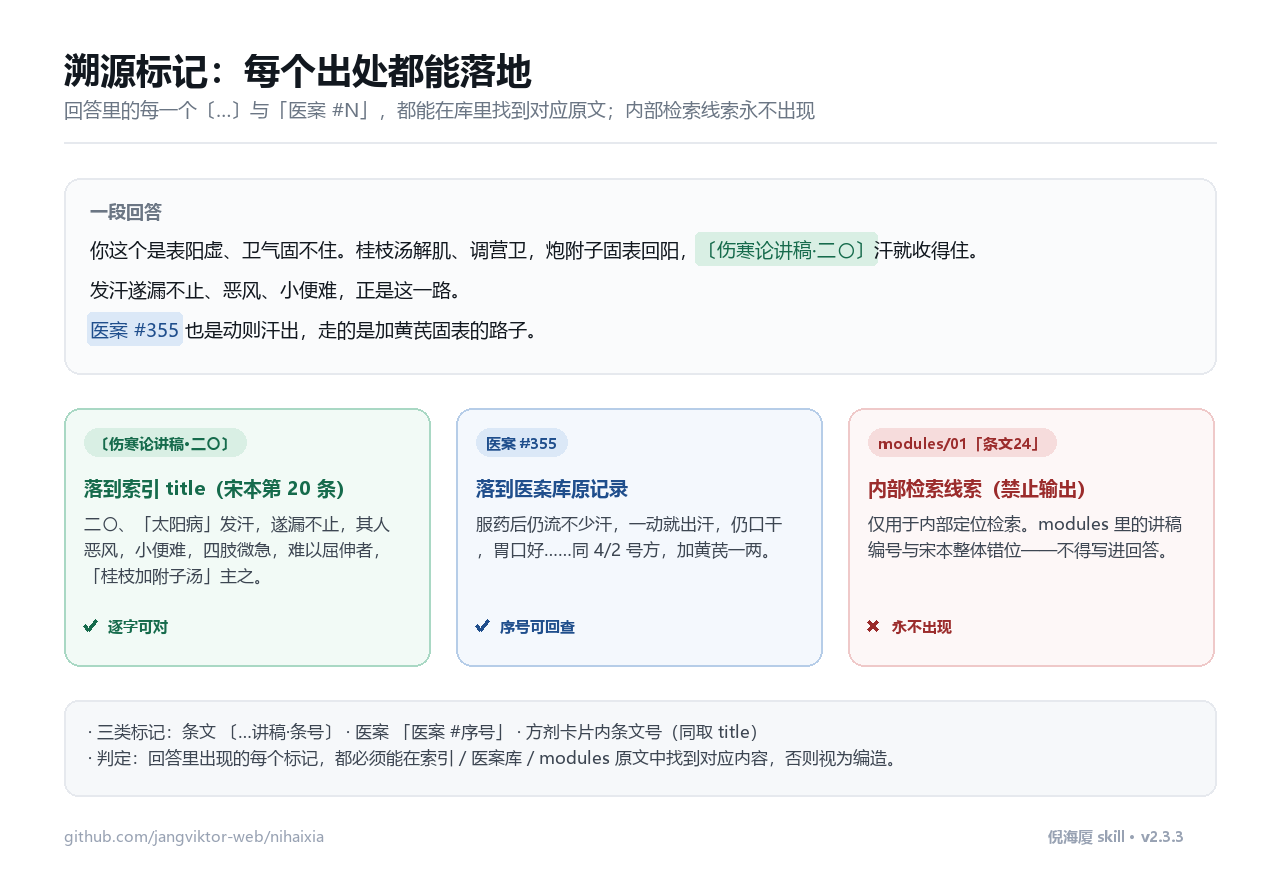 溯源标记：每个出处都能落地
回答里的每一个〔…〕与「医案 #N」，都能在库里找到对应原文；内部检索线索永不出现
一段回答
你这个是表阳虚、卫气固不住。桂枝汤解肌、调营卫，炮附子固表回阳，〔伤寒论讲稿·二〇〕汗就收得住。
发汗遂漏不止、恶风、小便难，正是这一路。
医案 #355 也是动则汗出，走的是加黄芪固表的路子。
〔伤寒论讲稿·二〇〕
落到索引 title（宋本第 20 条）
二〇、「太阳病」发汗，遂漏不止，其人
恶风，小便难，四肢微急，难以屈伸者，
「桂枝加附子汤」主之。
✔ 逐字可对
医案 #355
落到医案库原记录
服药后仍流不少汗，一动就出汗，仍口干
，胃口好……同 4/2 号方，加黄芪一两。
✔ 序号可回查
modules/01「条文24」
内部检索线索（禁止输出）
仅用于内部定位检索。modules 里的讲稿
编号与宋本整体错位——不得写进回答。
✖ 永不出现
· 三类标记：条文 〔…讲稿·条号〕 · 医案 「医案 #序号」 · 方剂卡片内条文号（同取 title）
· 判定：回答里出现的每个标记，都必须能在索引 / 医案库 / modules 原文中找到对应内容，否则视为编造。
github.com/jangviktor-web/nihaixia
倪海厦 skill • v2.3.3